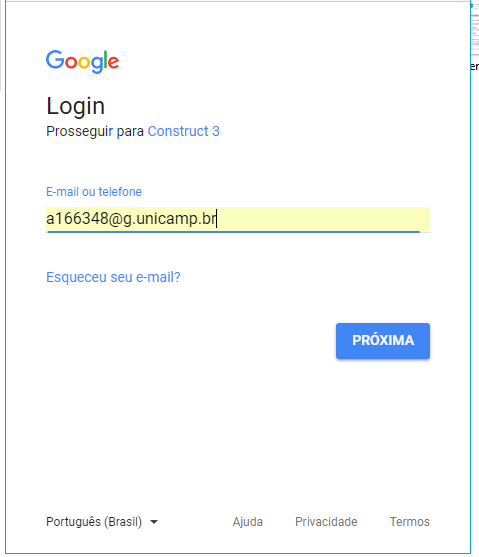 Google
Login
Prosseguir para Construct 3
E-mail ou telefone
a166348@g.unicamp.br
Esqueceu seu e-mail?
PRÓXIMA
Português (Brasil) Ajuda Privacidade Termos